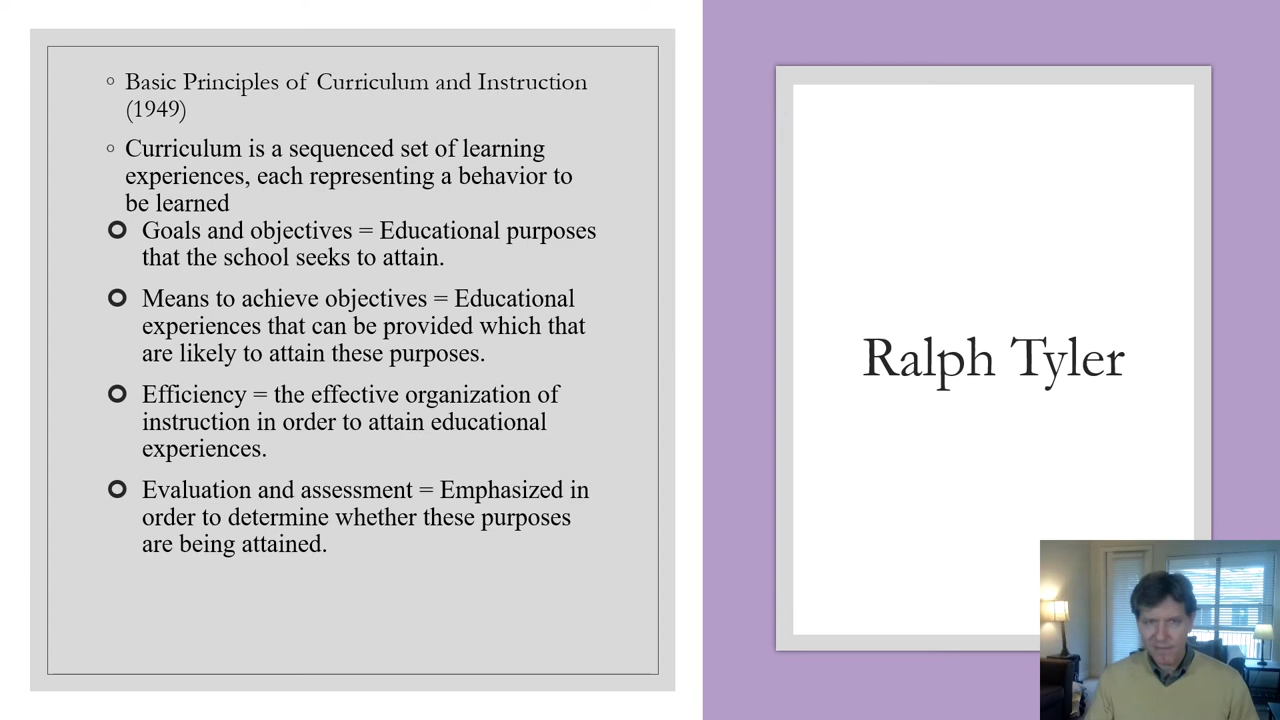 Basic Principles of Curriculum and Instruction
(1949)
Curriculum is a sequenced set of learning
experiences, each representing a behavior to
be learned
Goals and objectives = Educational purposes
that the school seeks to attain.
Means to achieve objectives = Educational
experiences that can be provided which that
are likely to attain these purposes.
Efficiency = the effective organization of
instruction in order to attain educational
experiences.
Evaluation and assessment = Emphasized in
order to determine whether these purposes
are being attained.
Ralph Tyler